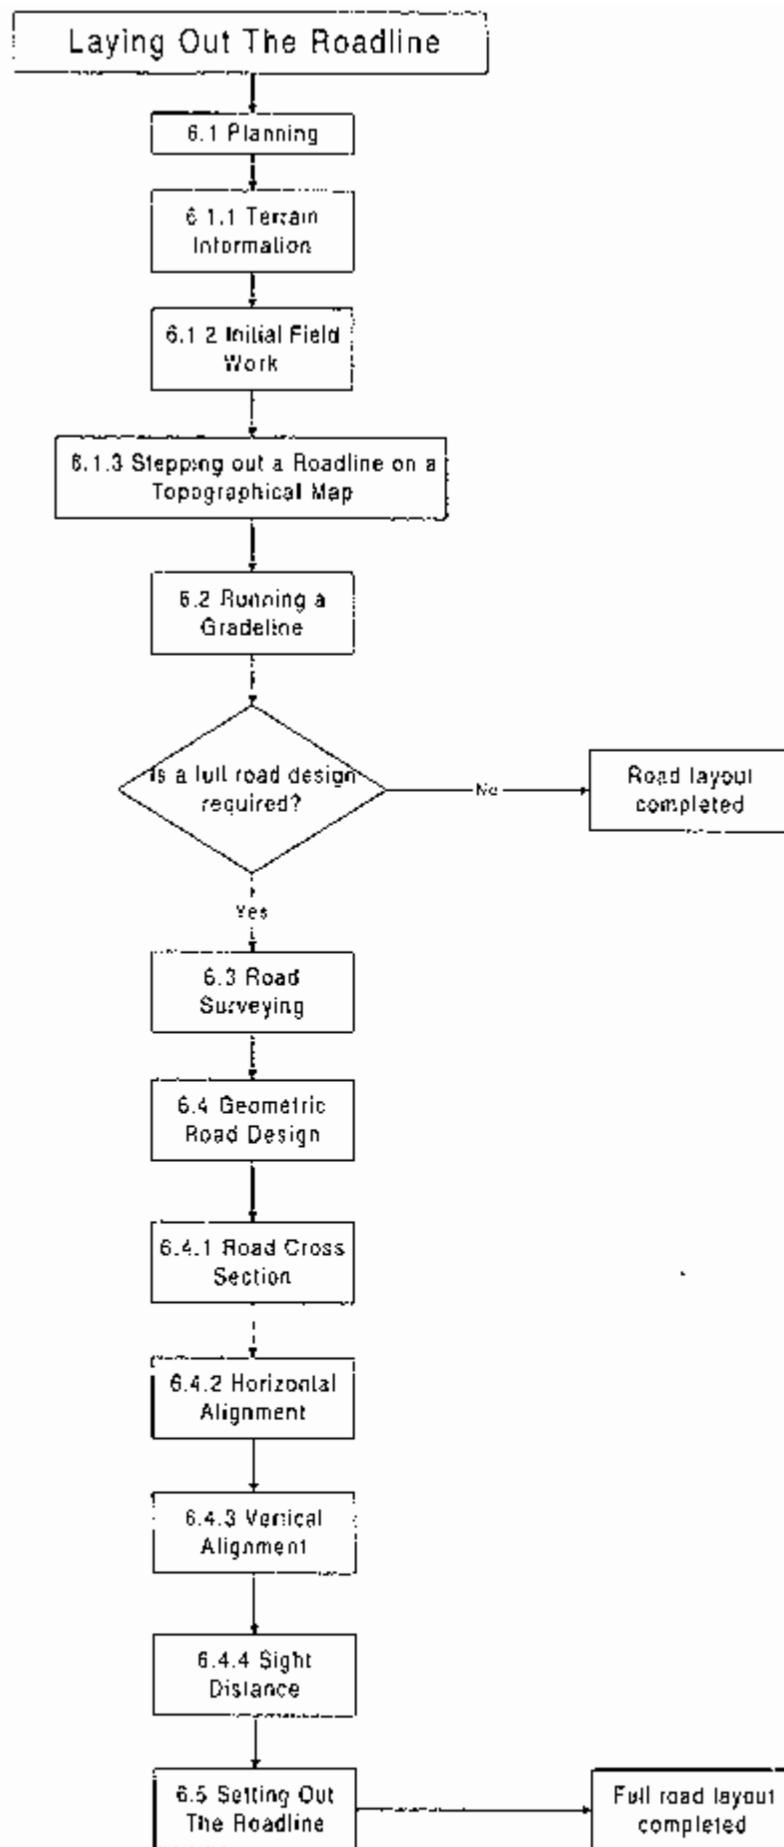 Laying Out The Roadline
6.1 Planning
6.1.1 Terrain
Information
6.1.2 Initial Field
Work
6.1.3 Stepping out a Roadline on a
Topographical Map
6.2 Running a
Gradeline
Is a full road design
required?
No
Road layout
completed
Yes
6.3 Road
Surveying
6.4 Geometric
Road Design
6.4.1 Road Cross
Section
6.4.2 Horizontal
Alignment
6.4.3 Vertical
Alignment
6.4.4 Sight
Distance
6.5 Setting Out
The Roadline
Full road layout
completed